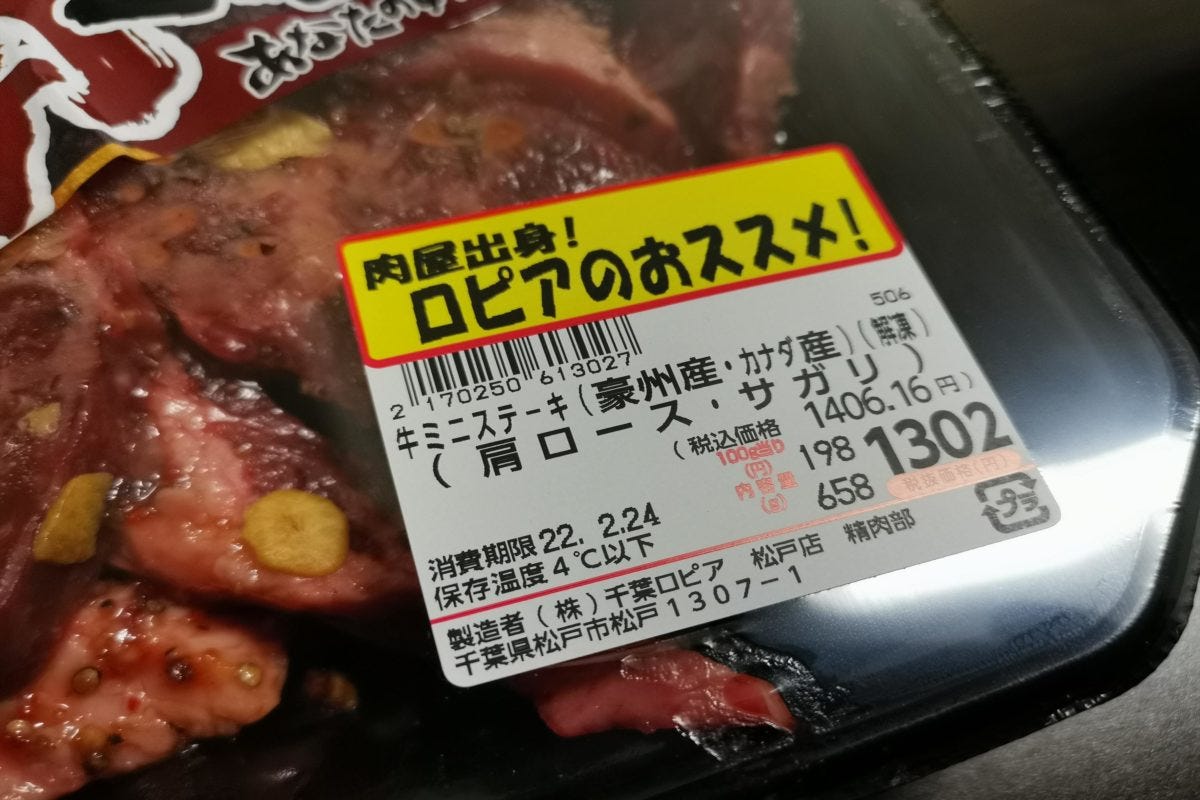 あなたの
肉屋出身!
ロピアのおススメ!
506
2 170250 613027
牛ミニステーキ(豪州産・カナダ産)(解凍)
(肩ロース・サガリ)
(税込価格 1406.16円)
100g当り(円) 198 1302
内容量(g) 658 税抜価格(円)
消費期限22. 2.24
保存温度4℃以下
プラ
製造者(株)千葉ロピア 松戸店 精肉部
千葉県松戸市松戸1307-1